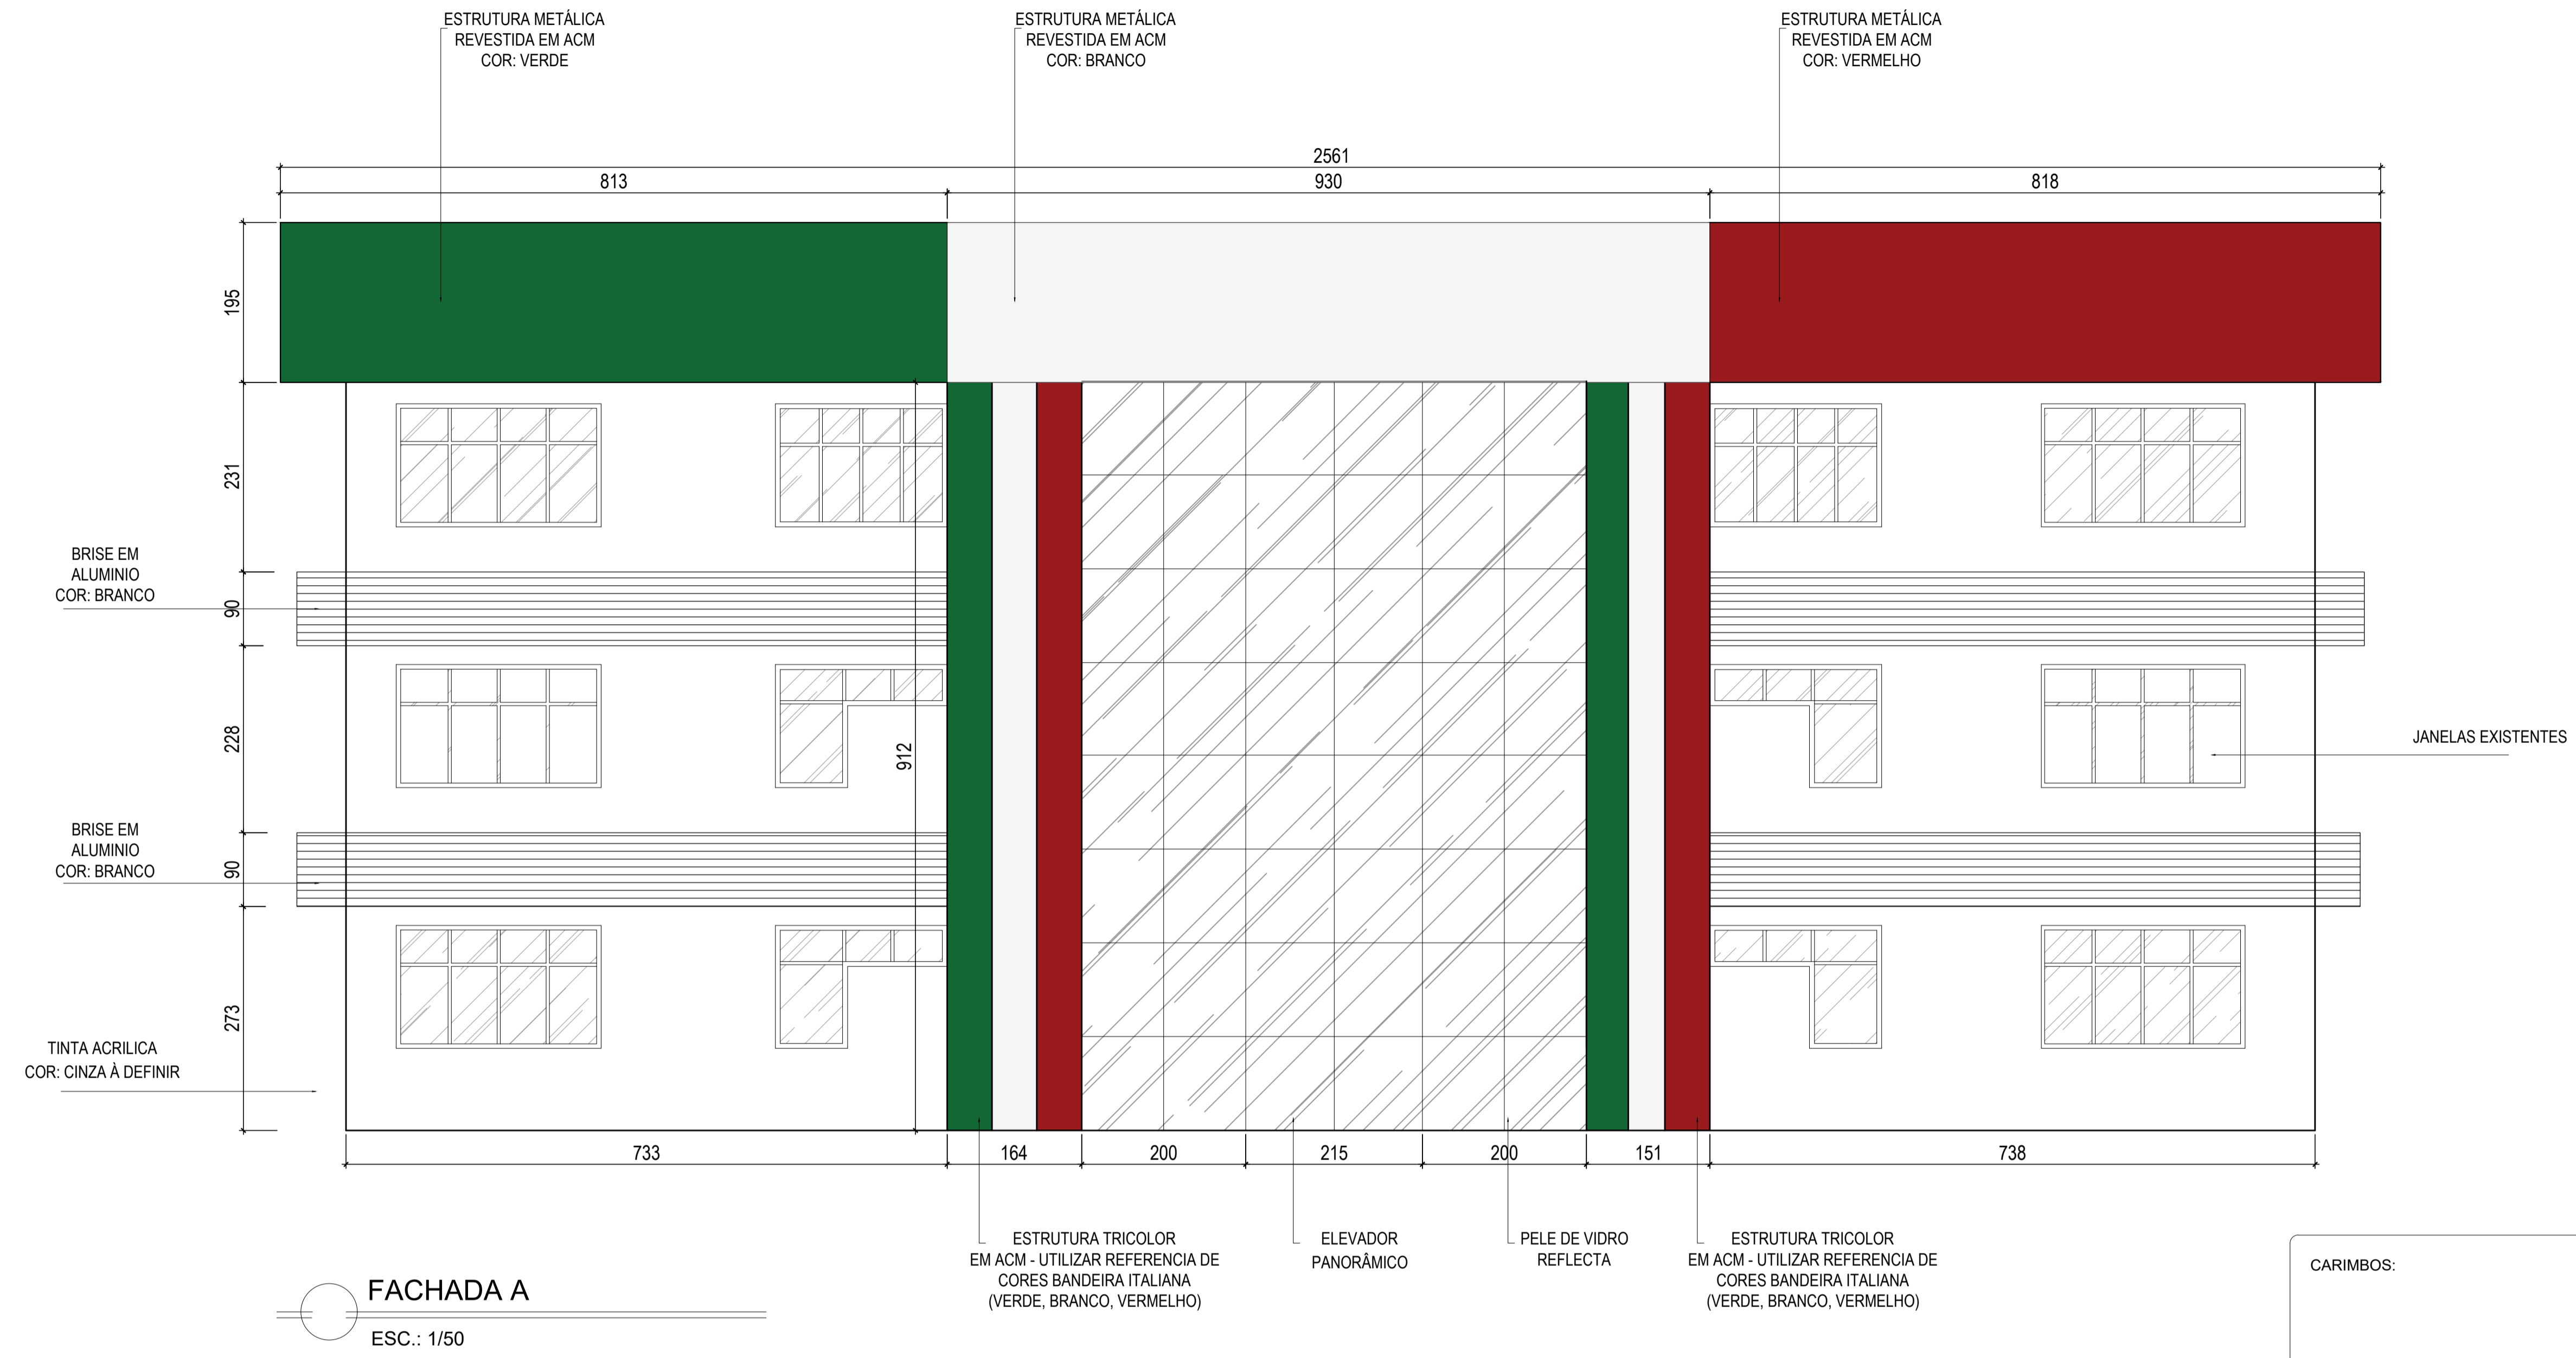 ESTRUTURA METÁLICA
REVESTIDA EM ACM
COR: VERDE
ESTRUTURA METÁLICA
REVESTIDA EM ACM
COR: BRANCO
ESTRUTURA METÁLICA
REVESTIDA EM ACM
COR: VERMELHO
2561
813
930
818
195
231
90
228
90
273
912
BRISE EM
ALUMINIO
COR: BRANCO
BRISE EM
ALUMINIO
COR: BRANCO
TINTA ACRILICA
COR: CINZA À DEFINIR
JANELAS EXISTENTES
733
164
200
215
200
151
738
ESTRUTURA TRICOLOR
EM ACM - UTILIZAR REFERENCIA DE
CORES BANDEIRA ITALIANA
(VERDE, BRANCO, VERMELHO)
ELEVADOR
PANORÂMICO
PELE DE VIDRO
REFLECTA
ESTRUTURA TRICOLOR
EM ACM - UTILIZAR REFERENCIA DE
CORES BANDEIRA ITALIANA
(VERDE, BRANCO, VERMELHO)
FACHADA A
ESC.: 1/50
CARIMBOS: